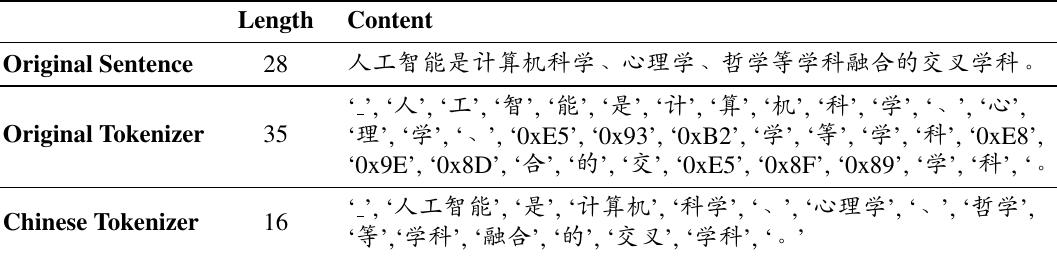 Length Content
Original Sentence 28 人工智能是计算机科学、心理学、哲学等学科融合的交叉学科。
‘_’, ‘人’, ‘工’, ‘智’, ‘能’, ‘是’, ‘计’, ‘算’, ‘机’, ‘科’, ‘学’, ‘、’, ‘心’,
Original Tokenizer 35 ‘理’, ‘学’, ‘、’, ‘0xE5’, ‘0x93’, ‘0xB2’, ‘学’, ‘等’, ‘学’, ‘科’, ‘0xE8’,
‘0x9E’, ‘0x8D’, ‘合’, ‘的’, ‘交’, ‘0xE5’, ‘0x8F’, ‘0x89’, ‘学’, ‘科’, ‘。
‘_’, ‘人工智能’, ‘是’, ‘计算机’, ‘科学’, ‘、’, ‘心理学’, ‘、’, ‘哲学’,
Chinese Tokenizer 16 ‘等’,‘学科’, ‘融合’, ‘的’, ‘交叉’, ‘学科’, ‘。’